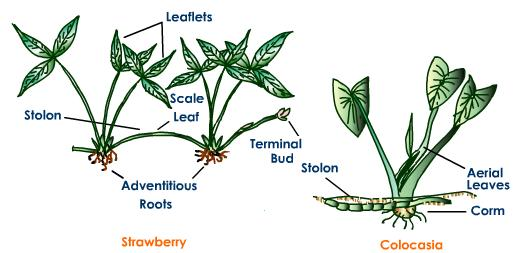 Leaflets
Scale
Leaf
Stolon
Terminal
Bud
Adventitious
Roots
Strawberry
Stolon
Aerial
Leaves
Corm
Colocasia